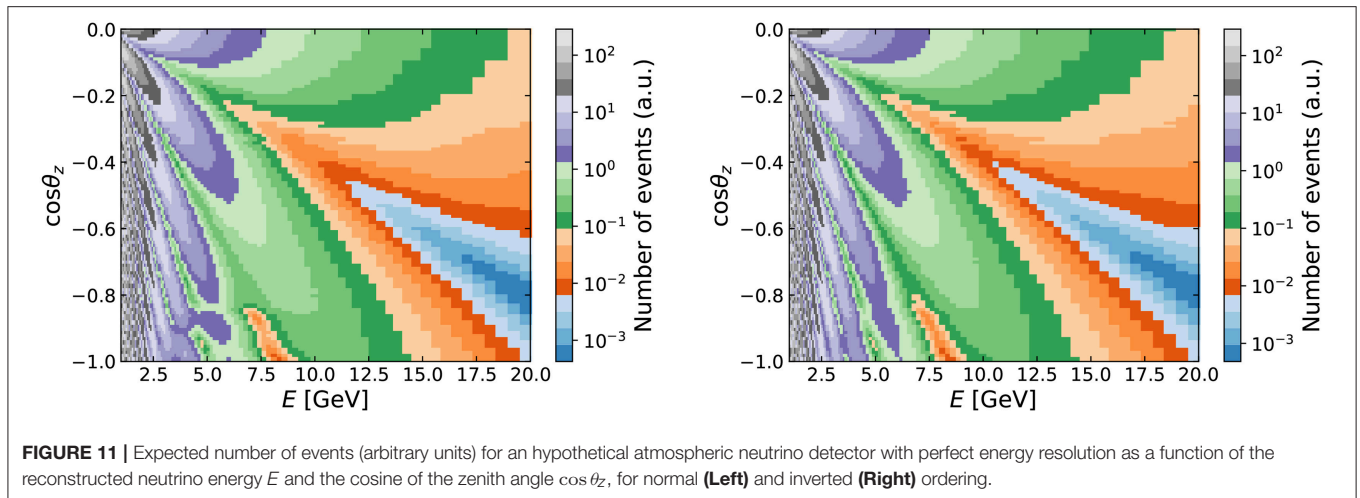 0.0
−0.2
−0.4
−0.6
−0.8
−1.0
cosθz
2.5 5.0 7.5 10.0 12.5 15.0 17.5 20.0
E [GeV]
10²
10¹
10⁰
10⁻¹
10⁻²
10⁻³
Number of events (a.u.)
0.0
−0.2
−0.4
−0.6
−0.8
−1.0
cosθz
2.5 5.0 7.5 10.0 12.5 15.0 17.5 20.0
E [GeV]
10²
10¹
10⁰
10⁻¹
10⁻²
10⁻³
Number of events (a.u.)
FIGURE 11 | Expected number of events (arbitrary units) for an hypothetical atmospheric neutrino detector with perfect energy resolution as a function of the
reconstructed neutrino energy E and the cosine of the zenith angle cos θz, for normal (Left) and inverted (Right) ordering.